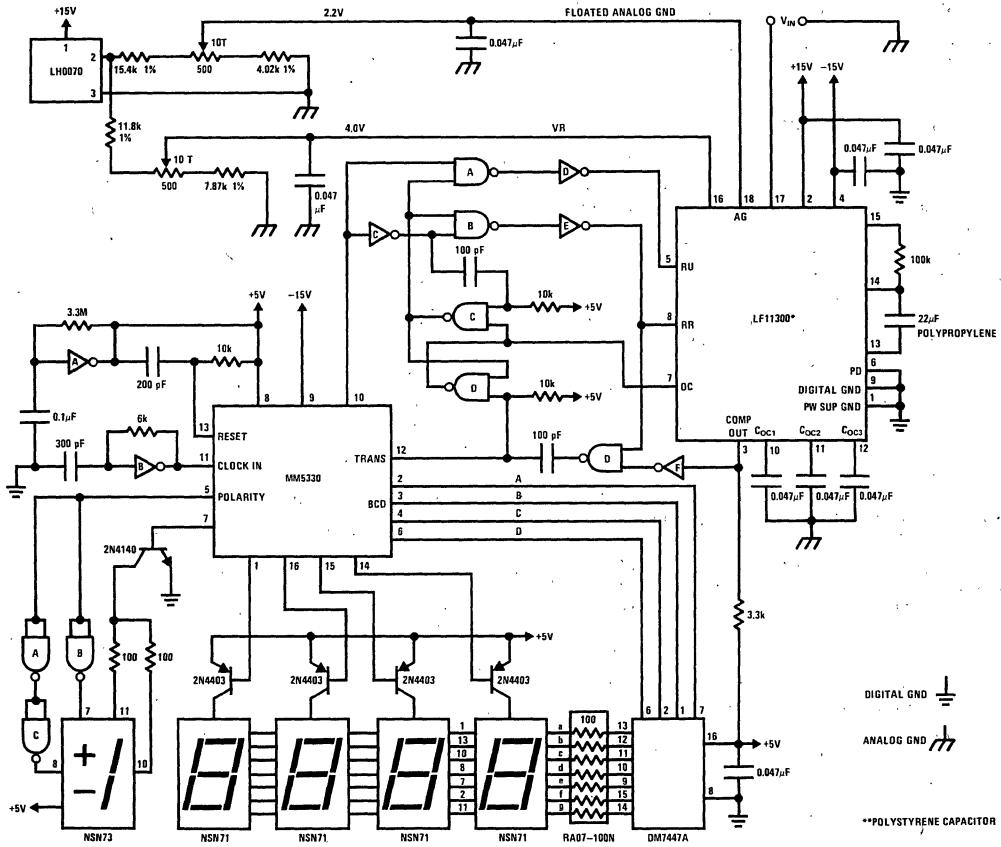 +15V
2.2V
FLOATED ANALOG GND
VIN
1
LH0070
2
3
15.4k 1%
10T
500
4.02k 1%
0.047µF
+15V
-15V
11.8k
1%
10 T
500
7.87k 1%
4.0V
VR
0.047
µF
0.047µF
0.047µF
A
D
B
E
C
100 pF
C
10k
+5V
D
10k
+5V
100 pF
D
F
16
18
17
2
4
AG
15
100k
14
22µF
POLYPROPYLENE
13
5
RU
8
RR
7
OC
LF11300*
6
PD
9
DIGITAL GND
1
PW SUP GND
COMP
OUT
COC1
COC2
COC3
3
10
11
12
0.047µF
0.047µF
0.047µF
3.3M
A
200 pF
10k
+5V
-15V
0.1µF
300 pF
6k
B
8
9
10
13
RESET
11
CLOCK IN
5
POLARITY
7
MM5330
TRANS
12
BCD
2
3
4
6
A
B
C
D
1
16
15
14
2N4140
A
B
C
100
100
7
11
8
10
+5V
NSN73
2N4403
2N4403
2N4403
2N4403
+5V
NSN71
NSN71
NSN71
NSN71
1
13
10
8
7
2
11
a
b
c
d
e
f
g
100
RA07-100N
13
12
11
10
9
15
14
6
2
1
7
16
8
DM7447A
3.3k
+5V
0.047µF
DIGITAL GND
ANALOG GND
**POLYSTYRENE CAPACITOR